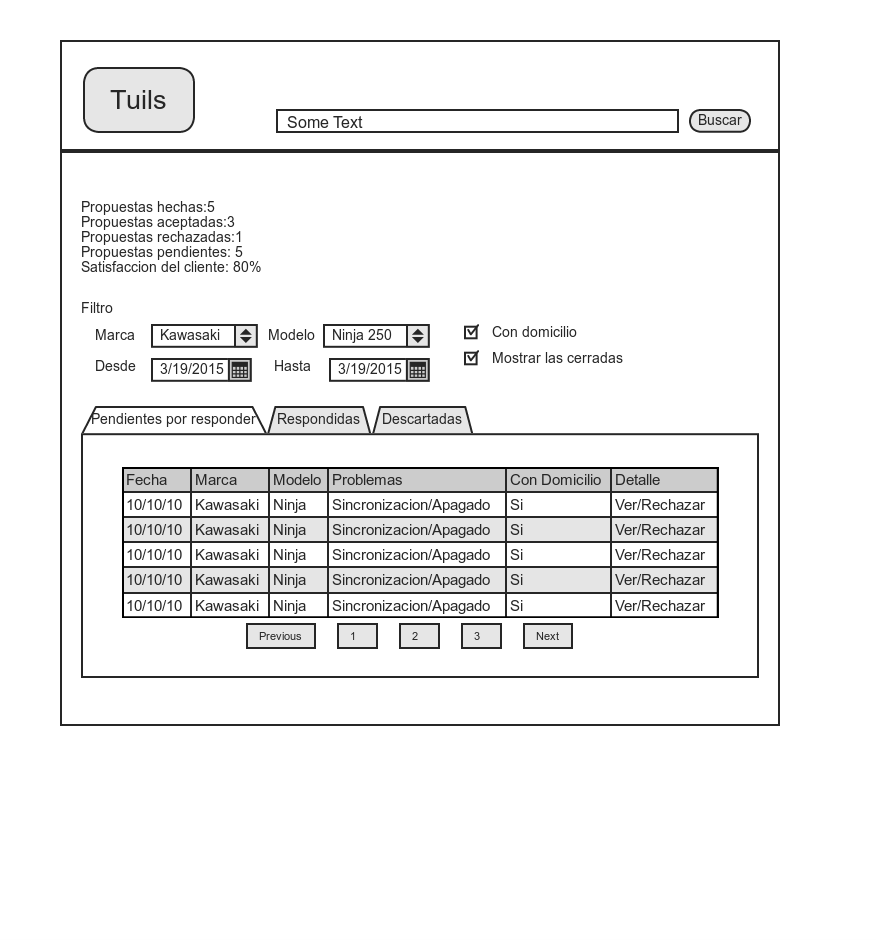 Tuils
Some Text
Buscar
Propuestas hechas:5
Propuestas aceptadas:3
Propuestas rechazadas:1
Propuestas pendientes: 5
Satisfaccion del cliente: 80%
Filtro
Marca Kawasaki Modelo Ninja 250 Con domicilio
Desde 3/19/2015 Hasta 3/19/2015 Mostrar las cerradas
Pendientes por responder Respondidas Descartadas
Fecha Marca Modelo Problemas Con Domicilio Detalle
10/10/10 Kawasaki Ninja Sincronizacion/Apagado Si Ver/Rechazar
10/10/10 Kawasaki Ninja Sincronizacion/Apagado Si Ver/Rechazar
10/10/10 Kawasaki Ninja Sincronizacion/Apagado Si Ver/Rechazar
10/10/10 Kawasaki Ninja Sincronizacion/Apagado Si Ver/Rechazar
10/10/10 Kawasaki Ninja Sincronizacion/Apagado Si Ver/Rechazar
Previous 1 2 3 Next